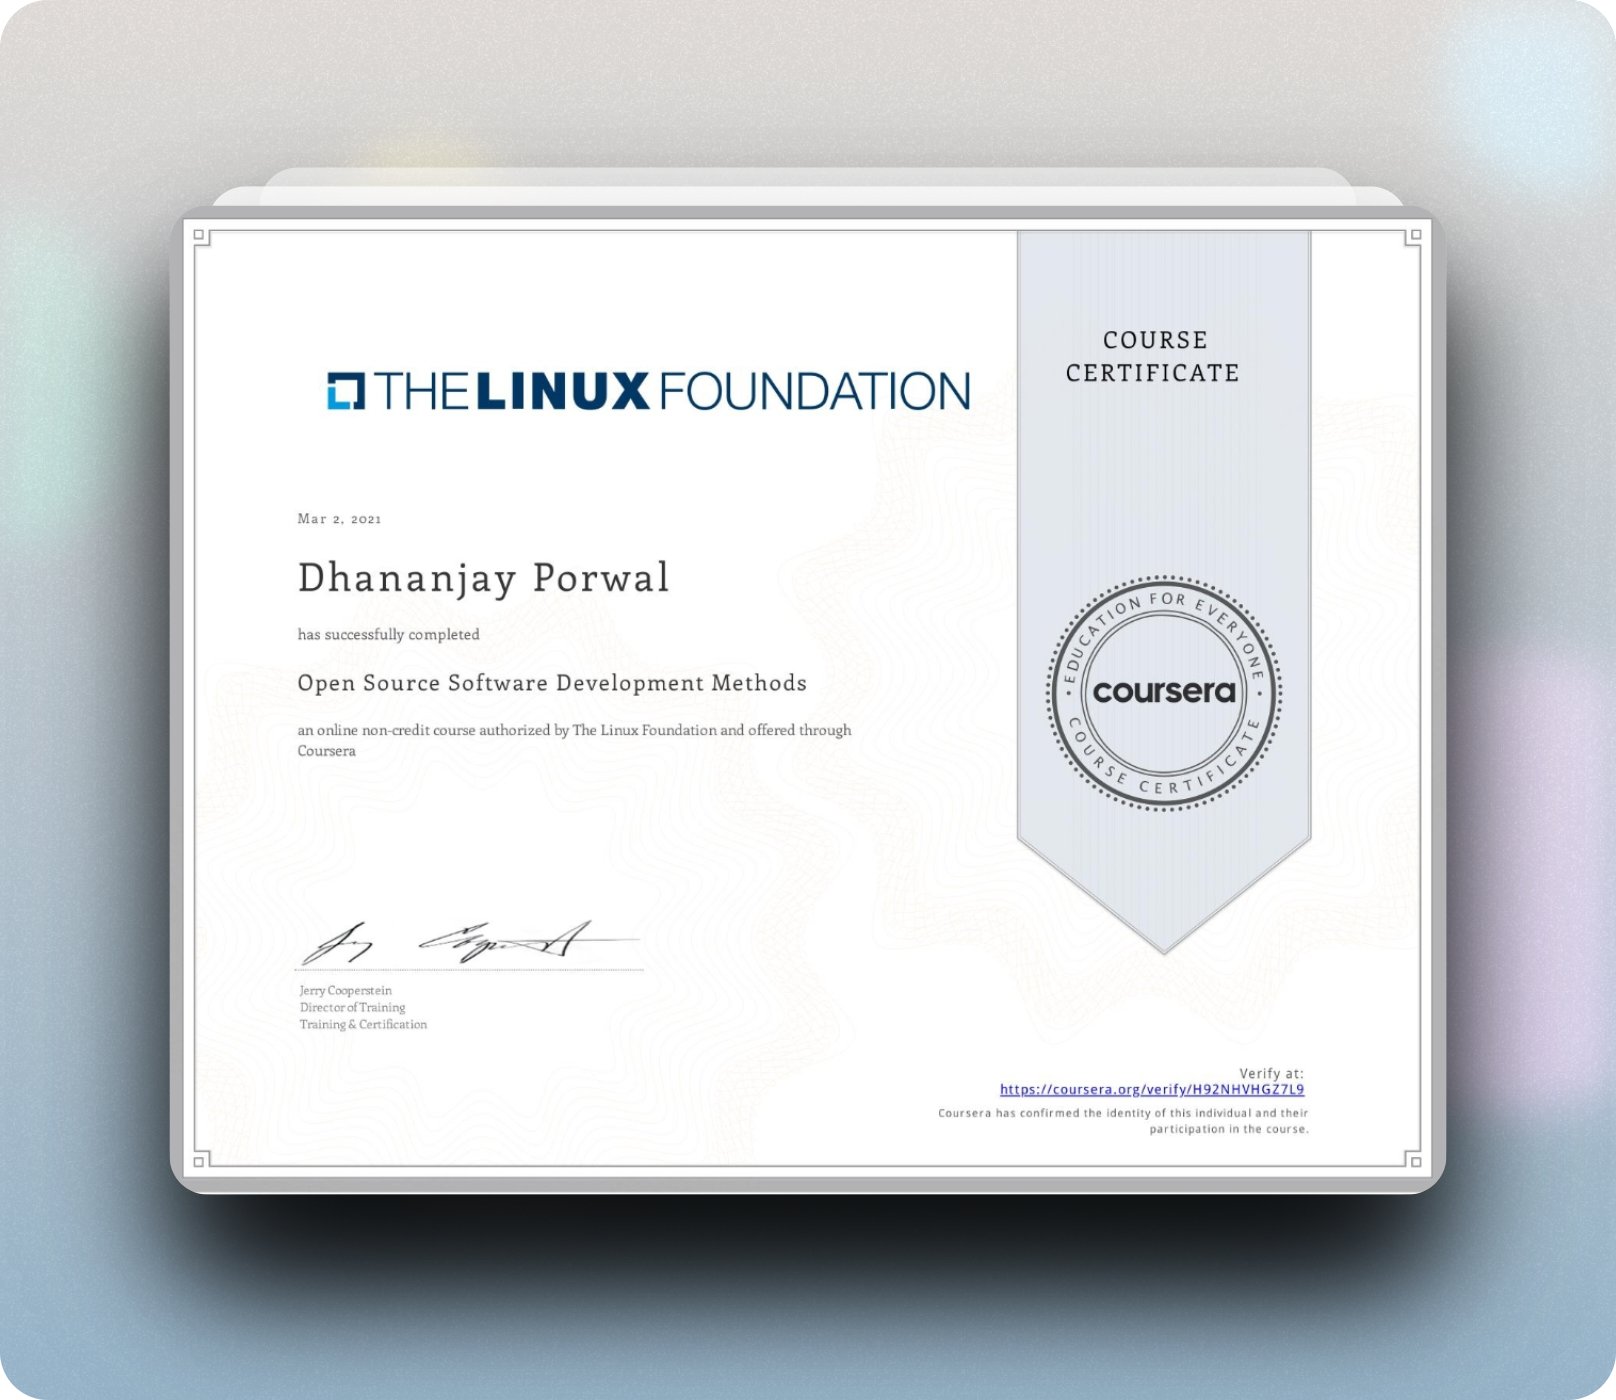 THE LINUX FOUNDATION
COURSE
CERTIFICATE
Mar 2, 2021
Dhananjay Porwal
has successfully completed
Open Source Software Development Methods
an online non-credit course authorized by The Linux Foundation and offered through
Coursera
EDUCATION FOR EVERYONE
coursera
COURSE CERTIFICATE
Jerry Cooperstein
Director of Training
Training & Certification
Verify at:
https://coursera.org/verify/H92NHVHGZ7L9
Coursera has confirmed the identity of this individual and their
participation in the course.